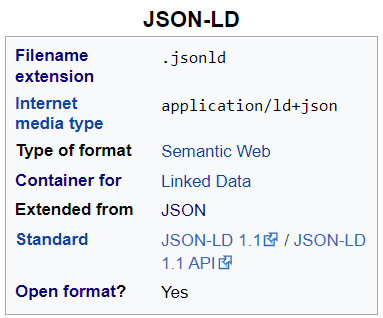 JSON-LD
Filename extension .jsonld
Internet media type application/ld+json
Type of format Semantic Web
Container for Linked Data
Extended from JSON
Standard JSON-LD 1.1 / JSON-LD 1.1 API
Open format? Yes